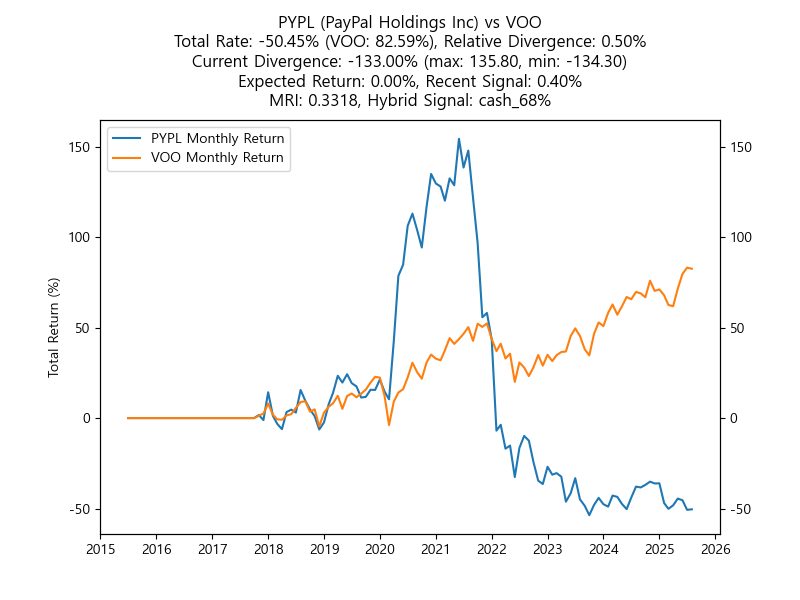 PYPL (PayPal Holdings Inc) vs VOO
Total Rate: -50.45% (VOO: 82.59%), Relative Divergence: 0.50%
Current Divergence: -133.00% (max: 135.80, min: -134.30)
Expected Return: 0.00%, Recent Signal: 0.40%
MRI: 0.3318, Hybrid Signal: cash_68%
PYPL Monthly Return
VOO Monthly Return
Total Return (%)
150
100
50
0
-50
150
100
50
0
-50
2015 2016 2017 2018 2019 2020 2021 2022 2023 2024 2025 2026